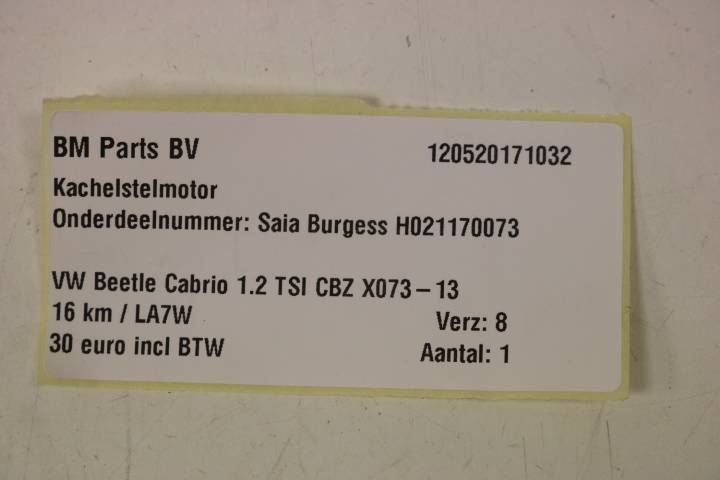 BM Parts BV 120520171032
Kachelstelmotor
Onderdeelnummer: Saia Burgess H021170073
VW Beetle Cabrio 1.2 TSI CBZ X073-13
16 km / LA7W Verz: 8
30 euro incl BTW Aantal: 1